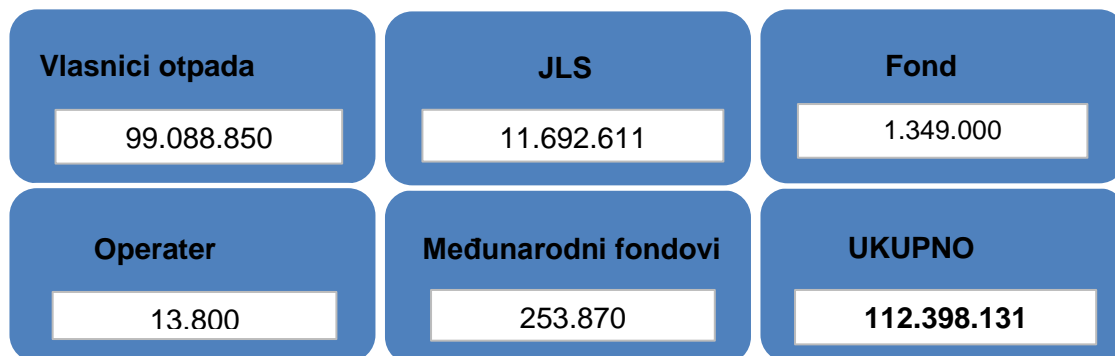 Vlasnici otpada
99.088.850
JLS
11.692.611
Fond
1.349.000
Operater
13.800
Međunarodni fondovi
253.870
UKUPNO
112.398.131